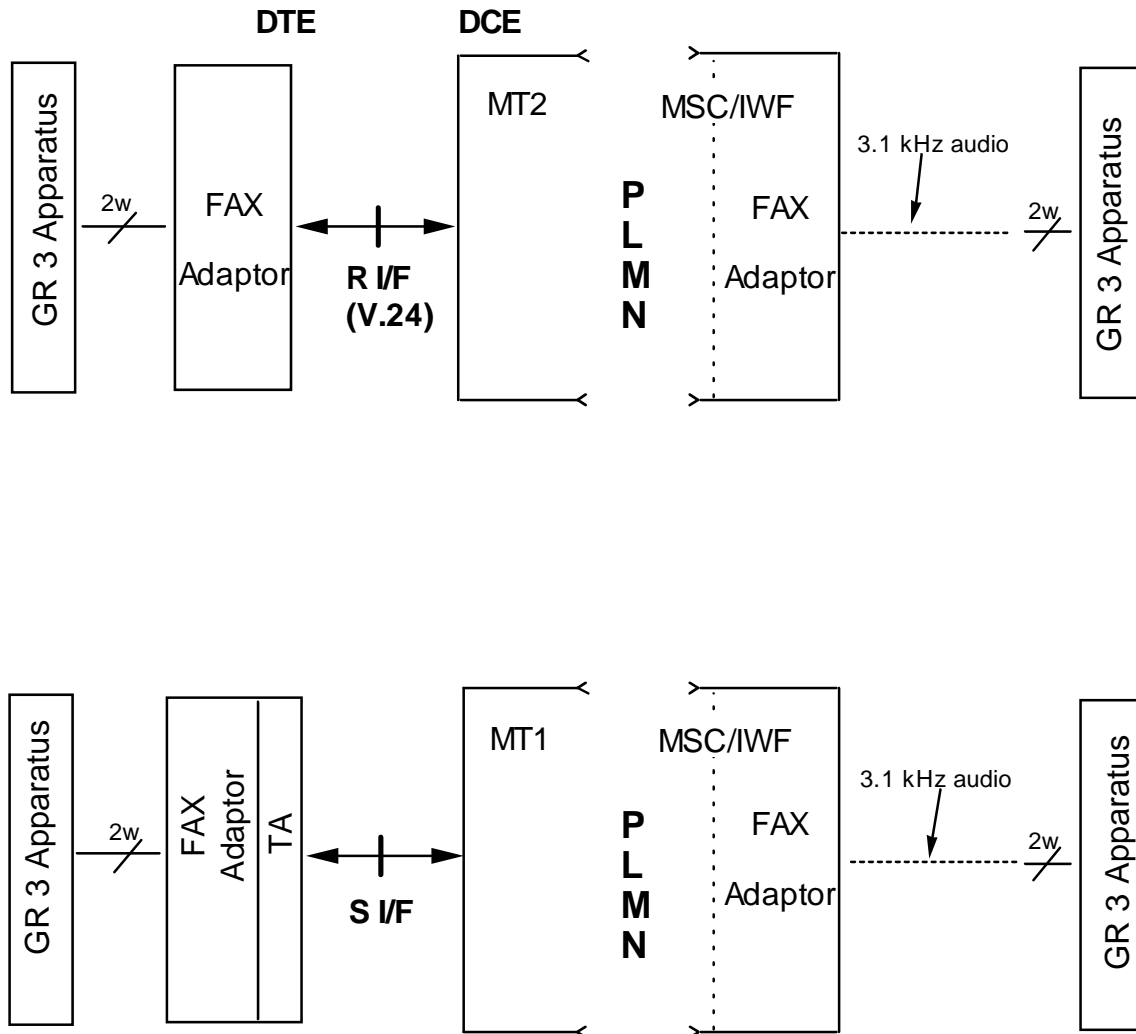 DTE
DCE
GR 3 Apparatus
2w
FAX
Adaptor
R I/F
(V.24)
MT2
P
L
M
N
MSC/IWF
FAX
Adaptor
3.1 kHz audio
2w
GR 3 Apparatus
GR 3 Apparatus
2w
FAX
Adaptor
TA
S I/F
MT1
P
L
M
N
MSC/IWF
FAX
Adaptor
3.1 kHz audio
2w
GR 3 Apparatus